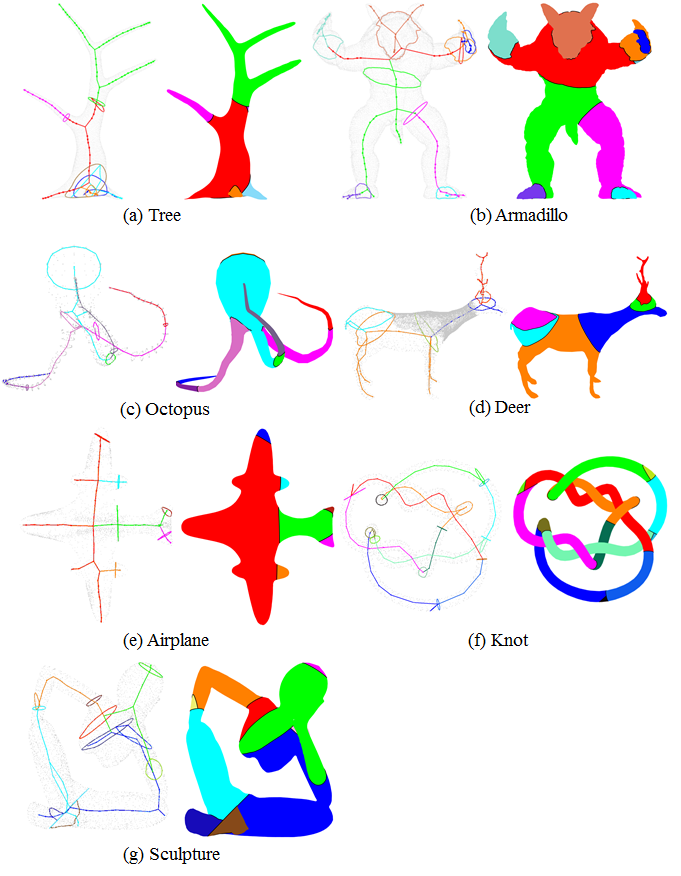 (a) Tree
(b) Armadillo
(c) Octopus
(d) Deer
(e) Airplane
(f) Knot
(g) Sculpture